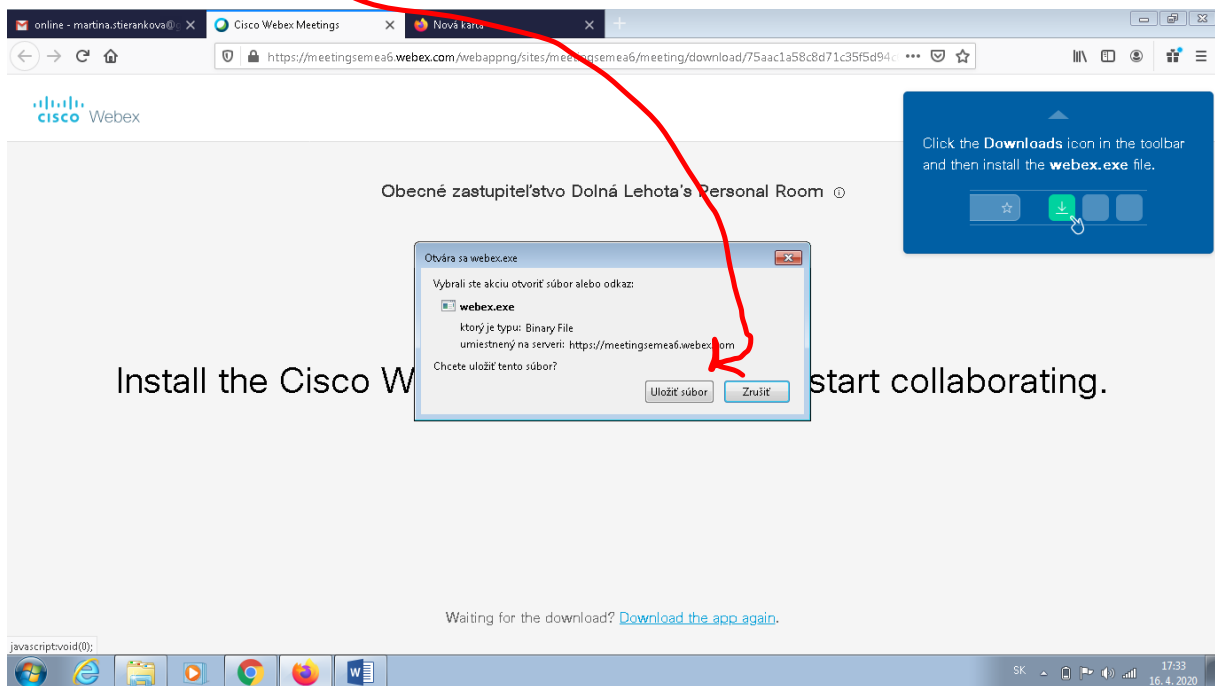 online - martina.stierankova@g
Cisco Webex Meetings
Nová karta
https://meetingsemea6.webex.com/webappng/sites/meetingsemea6/meeting/download/75aac1a58c8d71c35f5d94c
cisco Webex
Click the Downloads icon in the toolbar
and then install the webex.exe file.
Obecné zastupiteľstvo Dolná Lehota's Personal Room
Otvára sa webex.exe
Vybrali ste akciu otvoriť súbor alebo odkaz:
webex.exe
ktorý je typu: Binary File
umiestnený na serveri: https://meetingsemea6.webex.com
Chcete uložiť tento súbor?
Uložiť súbor
Zrušiť
Install the Cisco W
start collaborating.
Waiting for the download? Download the app again.
javascript:void(0);
SK
17:33
16. 4. 2020